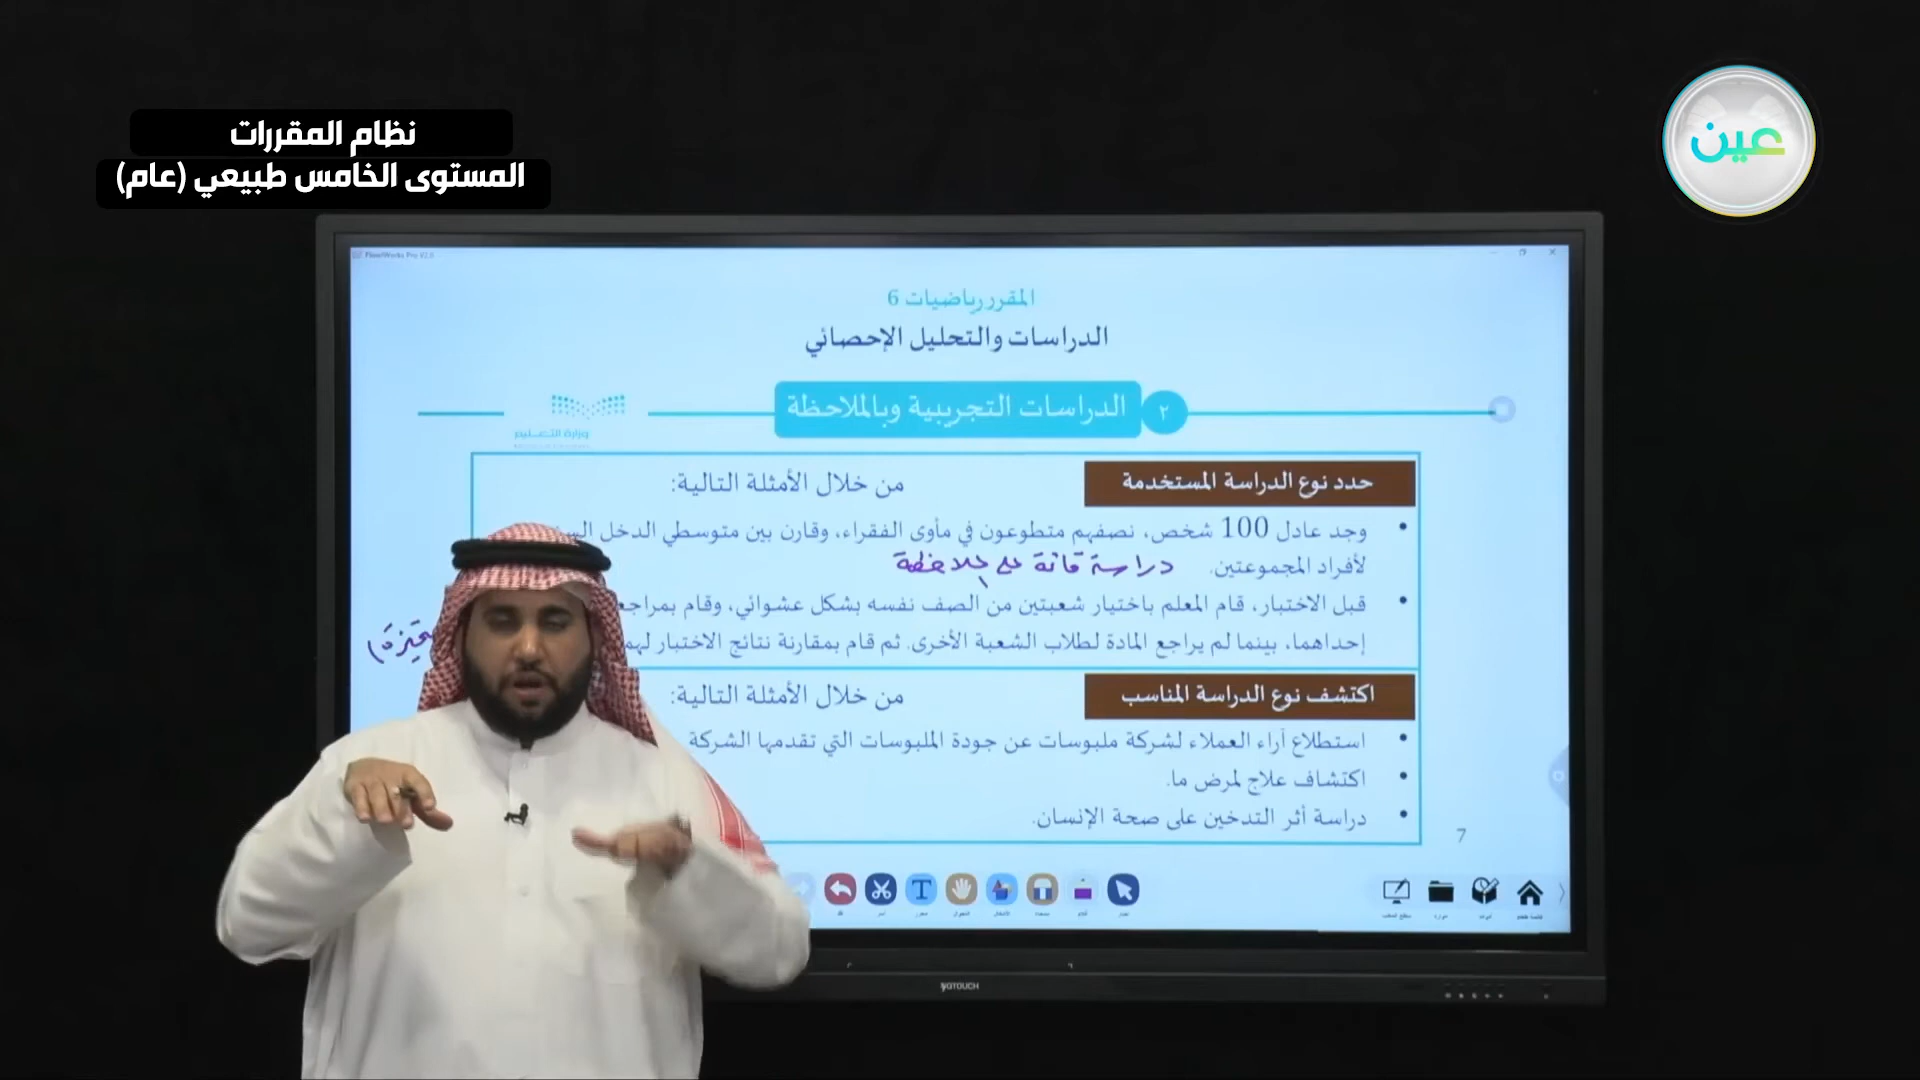 نظام المقررات
المستوى الخامس طبيعي (عام)
عين
المقرر رياضيات 6
الدراسات والتحليل الإحصائي
٢ الدراسات التجريبية وبالملاحظة
وزارة التعليم
حدد نوع الدراسة المستخدمة من خلال الأمثلة التالية:
• وجد عادل 100 شخص، نصفهم متطوعون في مأوى الفقراء، وقارن بين متوسطي الدخل
لأفراد المجموعتين. دراسة قائمة على ملاحظة
• قبل الاختبار، قام المعلم باختيار شعبتين من الصف نفسه بشكل عشوائي، وقام
إحداهما، بينما لم يراجع المادة لطلاب الشعبة الأخرى. ثم قام بمقارنة نتائج الاختبار
اكتشف نوع الدراسة المناسب من خلال الأمثلة التالية:
• استطلاع آراء العملاء لشركة ملبوسات عن جودة الملبوسات التي تقدمها الشركة
• اكتشاف علاج لمرض ما.
• دراسة أثر التدخين على صحة الإنسان.
7
YQTOUCH